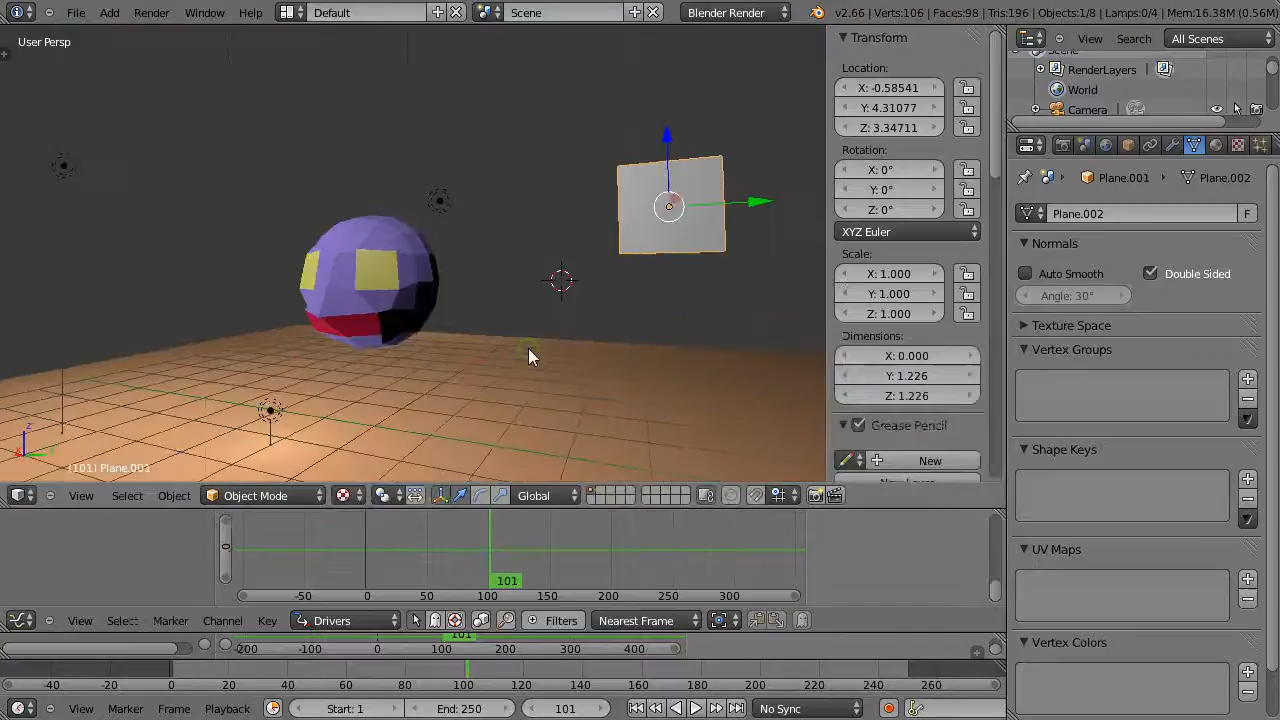 File Add Render Window Help Default Scene Blender Render v2.66 | Verts:106 | Faces:98 | Tris:196 | Objects:1/8 | Lamps:0/4 | Mem:16.38M (0.56M)
User Persp
Transform
Location:
X: -0.58541
Y: 4.31077
Z: 3.34711
Rotation:
X: 0°
Y: 0°
Z: 0°
XYZ Euler
Scale:
X: 1.000
Y: 1.000
Z: 1.000
Dimensions:
X: 0.000
Y: 1.226
Z: 1.226
Grease Pencil
New
(101) Plane.001
View Select Object Object Mode Global
View Search All Scenes
Scene
RenderLayers
World
Camera
Plane.001 Plane.002
Plane.002 F
Normals
Auto Smooth Double Sided
Angle: 30°
Texture Space
Vertex Groups
Shape Keys
UV Maps
Vertex Colors
0
101
-50 0 50 100 150 200 250 300
View Select Marker Channel Key Drivers Filters Nearest Frame
101
-200 -100 0 100 200 300 400
-40 -20 0 20 40 60 80 100 120 140 160 180 200 220 240 260
View Marker Frame Playback Start: 1 End: 250 101 No Sync